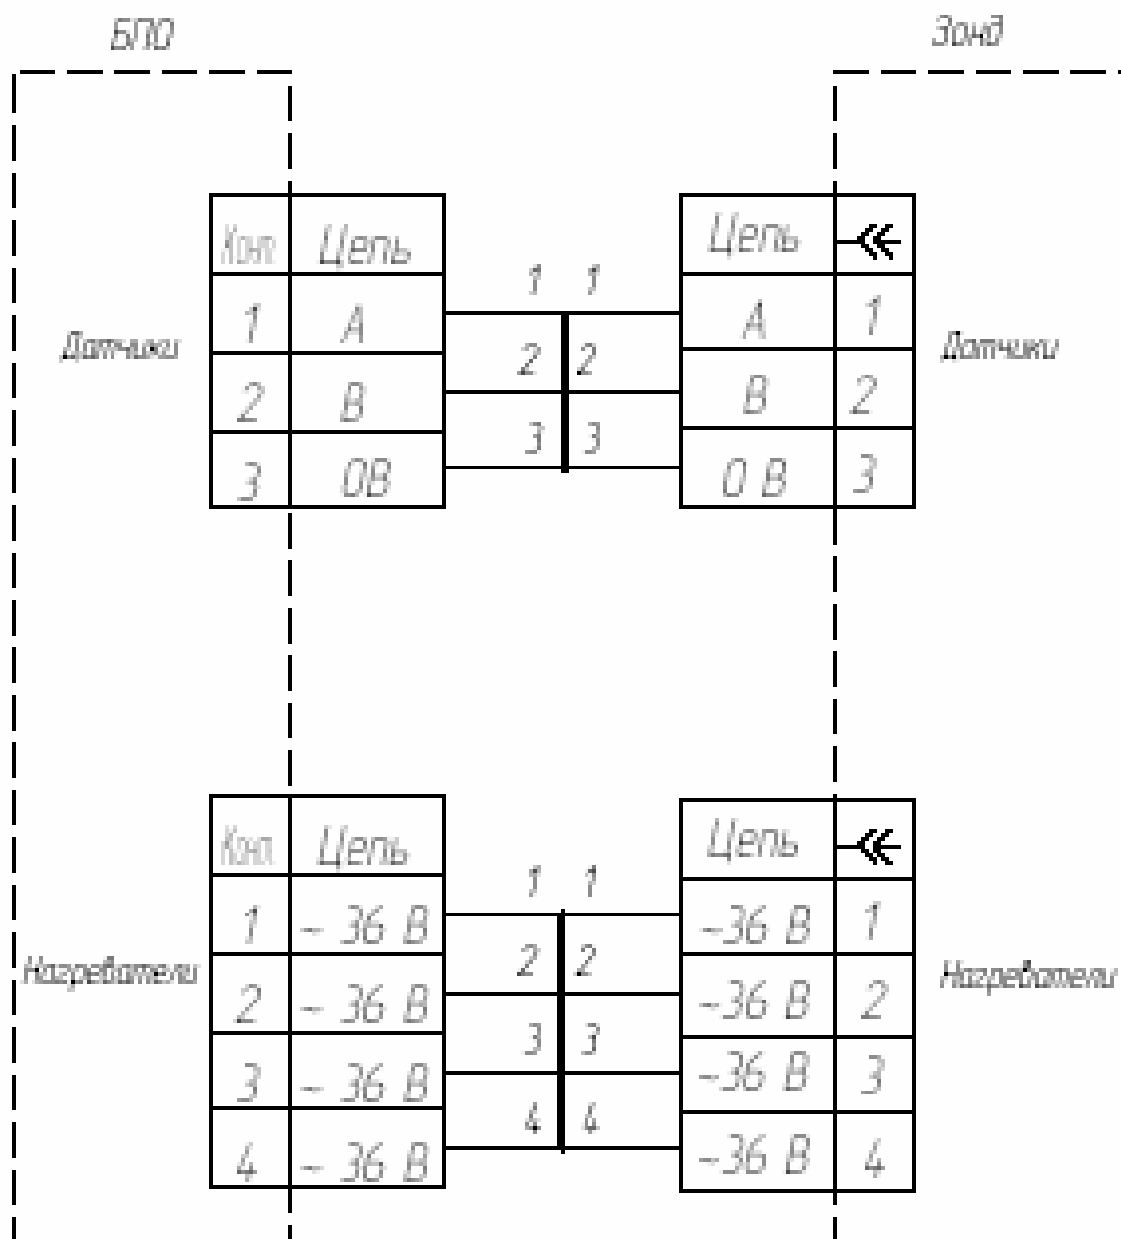 БПО
Зонд
Конт. Цепь
Цепь
1 1
1 А
А 1
Датчики
Датчики
2 2
2 В
В 2
3 3
3 0В
0 В 3
Конт. Цепь
Цепь
1 1
1 ~ 36 В
~36 В 1
2 2
Нагреватели
Нагреватели
2 ~ 36 В
~36 В 2
3 3
3 ~ 36 В
~36 В 3
4 4
4 ~ 36 В
~36 В 4